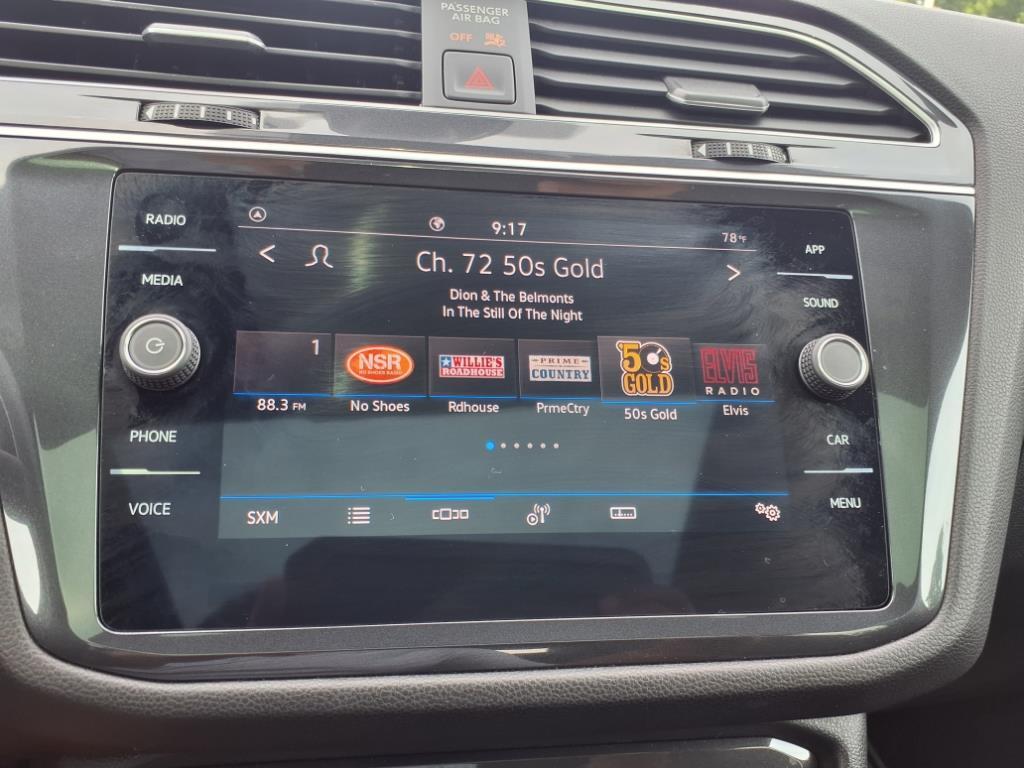 PASSENGER
AIR BAG
OFF
RADIO
MEDIA
PHONE
VOICE
9:17
78°F
< Ch. 72 50s Gold >
Dion & The Belmonts
In The Still Of The Night
1
NSR
NO SHOES RADIO
WILLIE'S
ROADHOUSE
PRIME
COUNTRY
'50s
GOLD
ELVIS
RADIO
88.3 FM
No Shoes
Rdhouse
PrmeCtry
50s Gold
Elvis
SXM
APP
SOUND
CAR
MENU